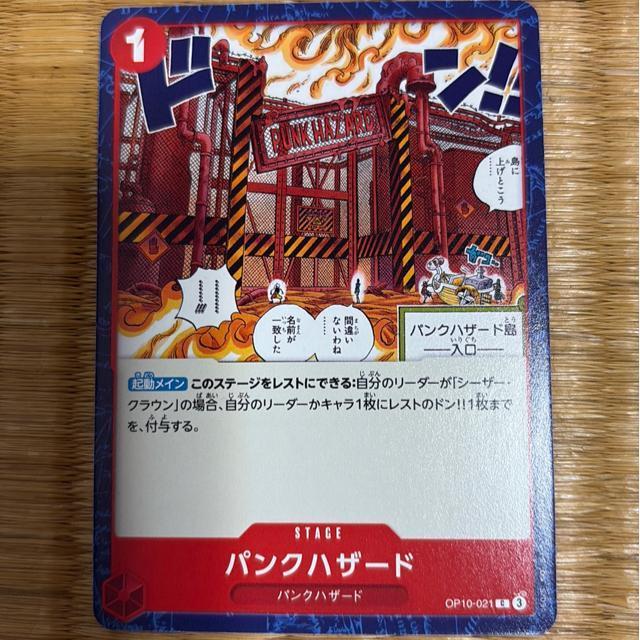 1
ドン!!
PUNK HAZARD
島に
上げとこう
……
名前が
一致した
間違い
ないわね
……
パンクハザード島
――入口――
起動メイン このステージをレストにできる:自分のリーダーが「シーザー・
クラウン」の場合、自分のリーダーかキャラ1枚にレストのドン!!1枚まで
を、付与する。
STAGE
パンクハザード
パンクハザード
OP10-021 C 3